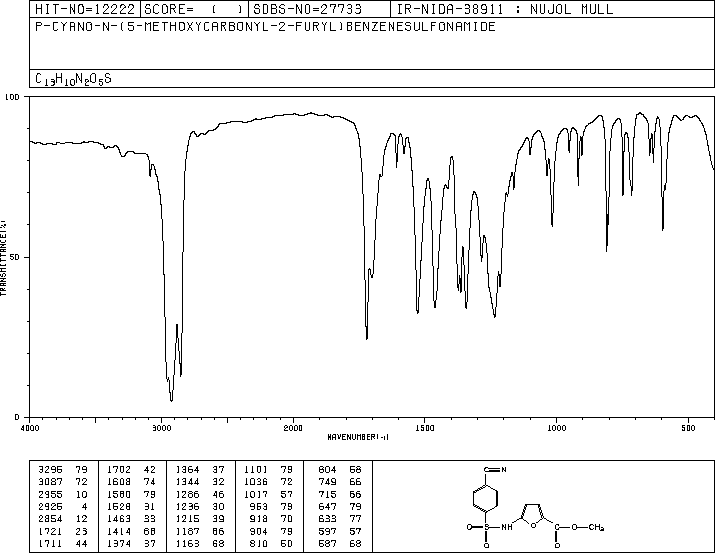 HIT-NO=12222 SCORE= ( ) SDBS-NO=27733 IR-NIDA-38911 : NUJOL MULL
P-CYANO-N-(5-METHOXYCARBONYL-2-FURYL)BENZENESULFONAMIDE
C13H10N2O5S
100
TRANSMITTANCE(%)
50
0
4000 3000 2000 1500 1000 500
WAVENUMBER(-1)
3295 79 1702 42 1364 37 1101 79 804 58
3087 72 1608 74 1344 32 1036 72 749 66
2955 10 1580 79 1286 46 1017 57 715 66
2925 4 1528 31 1236 30 953 79 647 79
2854 12 1463 33 1215 39 918 70 633 77
1721 23 1414 68 1187 86 904 79 597 57
1711 44 1374 37 1163 68 810 50 587 68
C≡N
O=S-NH O C-O-CH3
O O